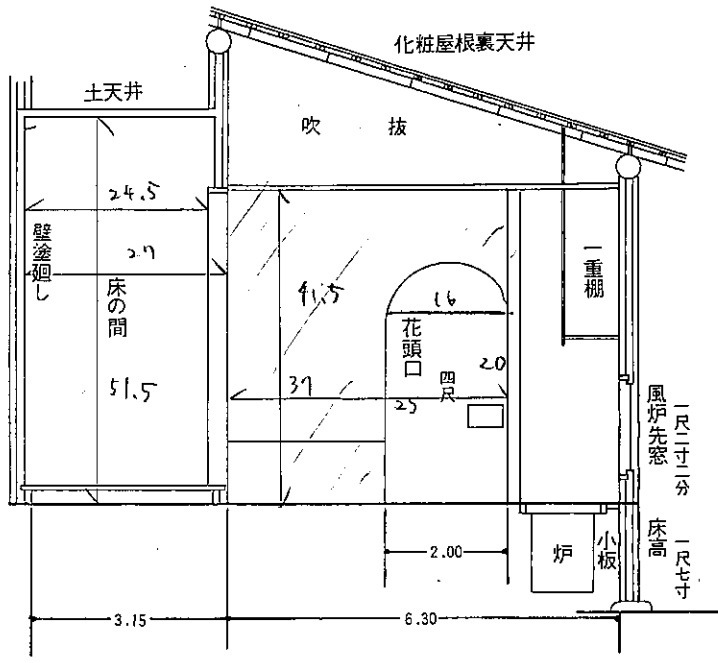 化粧屋根裏天井
土天井
吹 抜
24.5
壁塗廻し
27
床の間
51.5
41.5
16
花頭口
四尺
20
37
25
一重棚
風炉先窓
一尺二寸二分
床高
一尺七寸
小板
炉
2.00
3.15
6.30